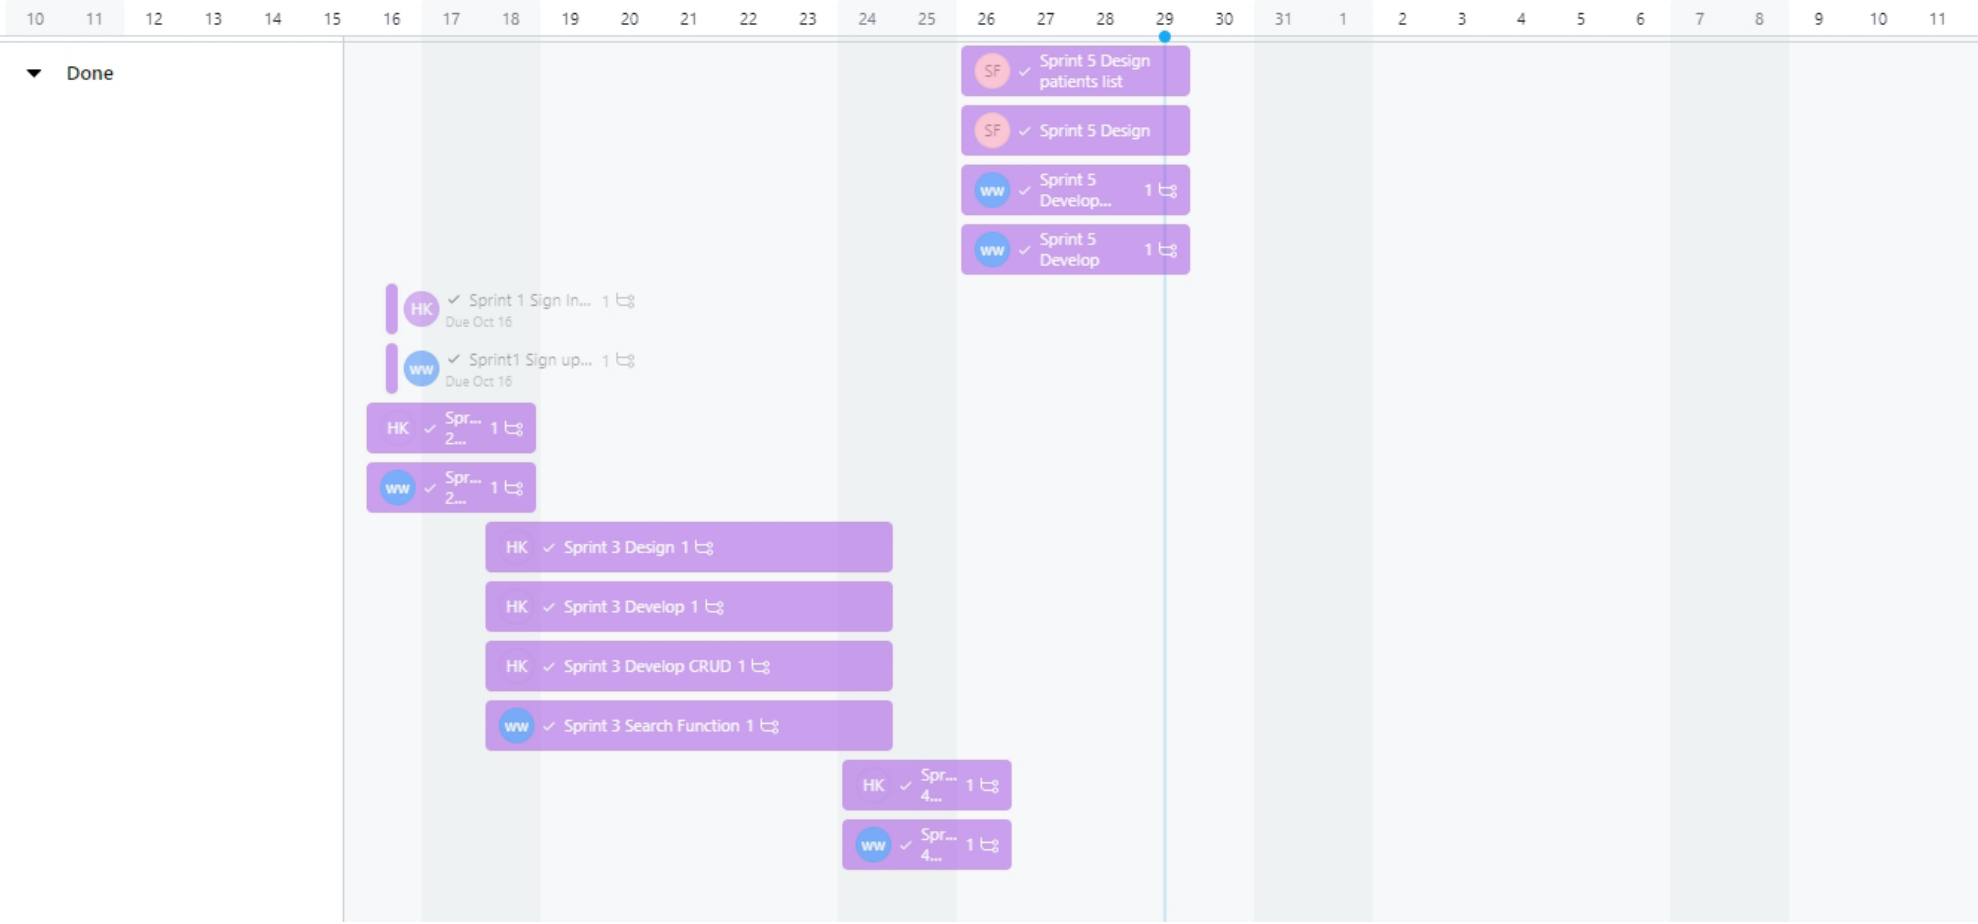 10 11 12 13 14 15 16 17 18 19 20 21 22 23 24 25 26 27 28 29 30 31 1 2 3 4 5 6 7 8 9 10 11
Done
SF Sprint 5 Design
patients list
SF Sprint 5 Design
ww Sprint 5 1
Develop...
ww Sprint 5 1
Develop
HK Sprint 1 Sign In... 1
Due Oct 16
ww Sprint1 Sign up... 1
Due Oct 16
HK Spr... 1
2...
ww Spr... 1
2...
HK Sprint 3 Design 1
HK Sprint 3 Develop 1
HK Sprint 3 Develop CRUD 1
ww Sprint 3 Search Function 1
HK Spr... 1
4...
ww Spr... 1
4...